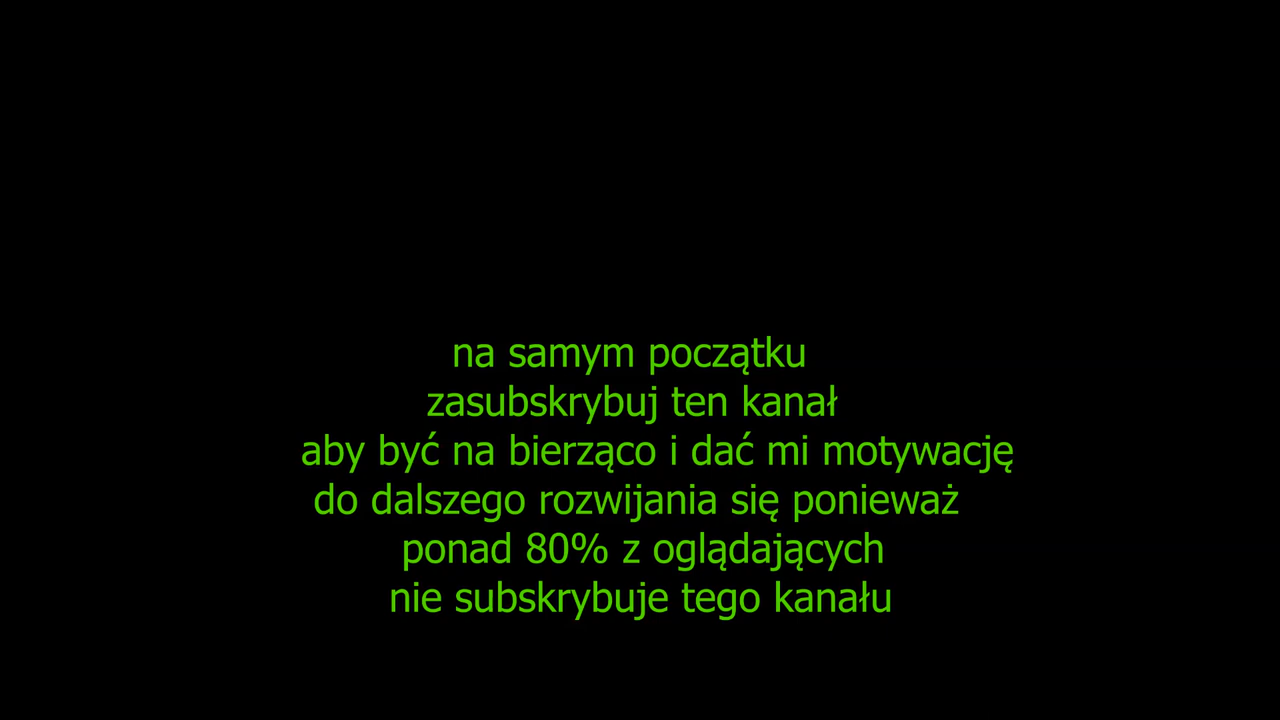 na samym początku
zasubskrybuj ten kanał
aby być na bierząco i dać mi motywację
do dalszego rozwijania się ponieważ
ponad 80% z oglądających
nie subskrybuje tego kanału